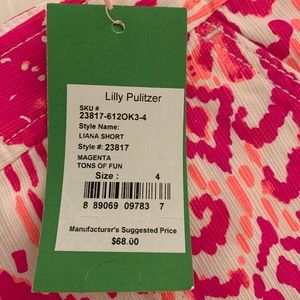 Lilly Pulitzer
SKU #
23817-612OK3-4
Style Name:
LIANA SHORT
Style #: 23817
MAGENTA
TONS OF FUN
Size : 4
8 89069 09783 7
Manufacturer's Suggested Price
$68.00